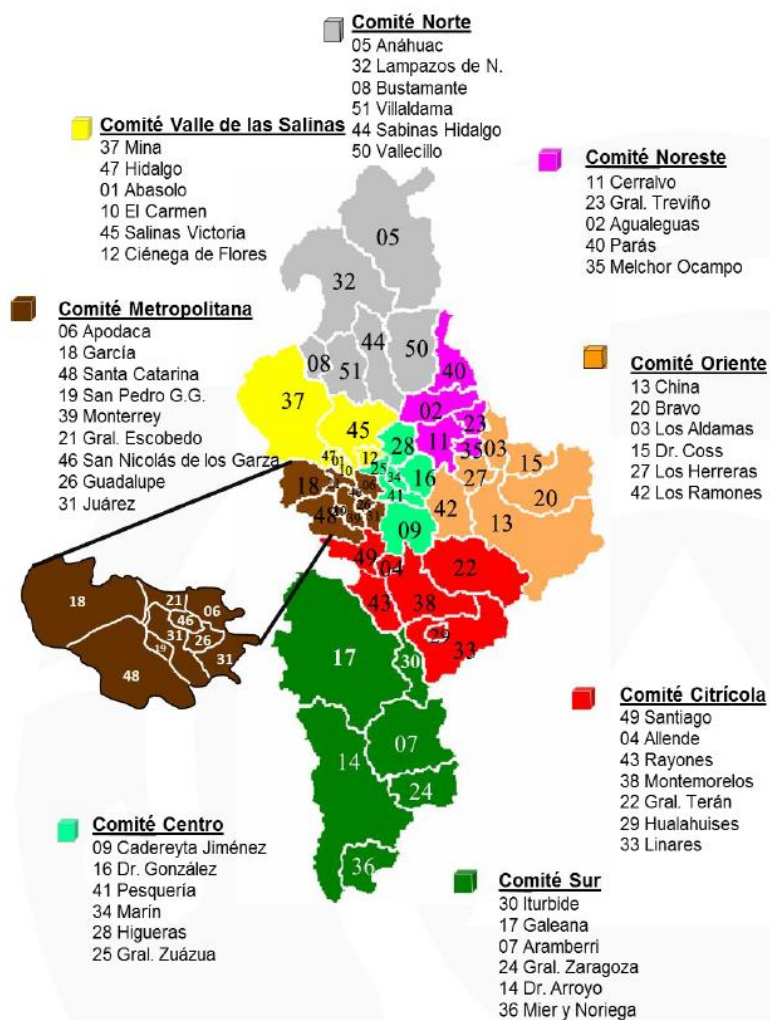 Comité Norte
05 Anáhuac
32 Lampazos de N.
08 Bustamante
51 Villaldama
44 Sabinas Hidalgo
50 Vallecillo
Comité Valle de las Salinas
37 Mina
47 Hidalgo
01 Abasolo
10 El Carmen
45 Salinas Victoria
12 Ciénega de Flores
Comité Noreste
11 Cerralvo
23 Gral. Treviño
02 Agualeguas
40 Parás
35 Melchor Ocampo
Comité Metropolitana
06 Apodaca
18 García
48 Santa Catarina
19 San Pedro G.G.
39 Monterrey
21 Gral. Escobedo
46 San Nicolás de los Garza
26 Guadalupe
31 Juárez
Comité Oriente
13 China
20 Bravo
03 Los Aldamas
15 Dr. Coss
27 Los Herreras
42 Los Ramones
05
32
44
50
08
51
40
37
02
45
23
28
11
35
03
15
47
01
12
10
25
34
16
27
20
18
06
41
42
13
48
39
31
09
49
04
22
43
38
29
33
17
30
07
14
24
36
18
21
06
46
31
26
19
48
31
Comité Citrícola
49 Santiago
04 Allende
43 Rayones
38 Montemorelos
22 Gral. Terán
29 Hualahuises
33 Linares
Comité Centro
09 Cadereyta Jiménez
16 Dr. González
41 Pesquería
34 Marín
28 Higueras
25 Gral. Zuázua
Comité Sur
30 Iturbide
17 Galeana
07 Aramberri
24 Gral. Zaragoza
14 Dr. Arroyo
36 Mier y Noriega